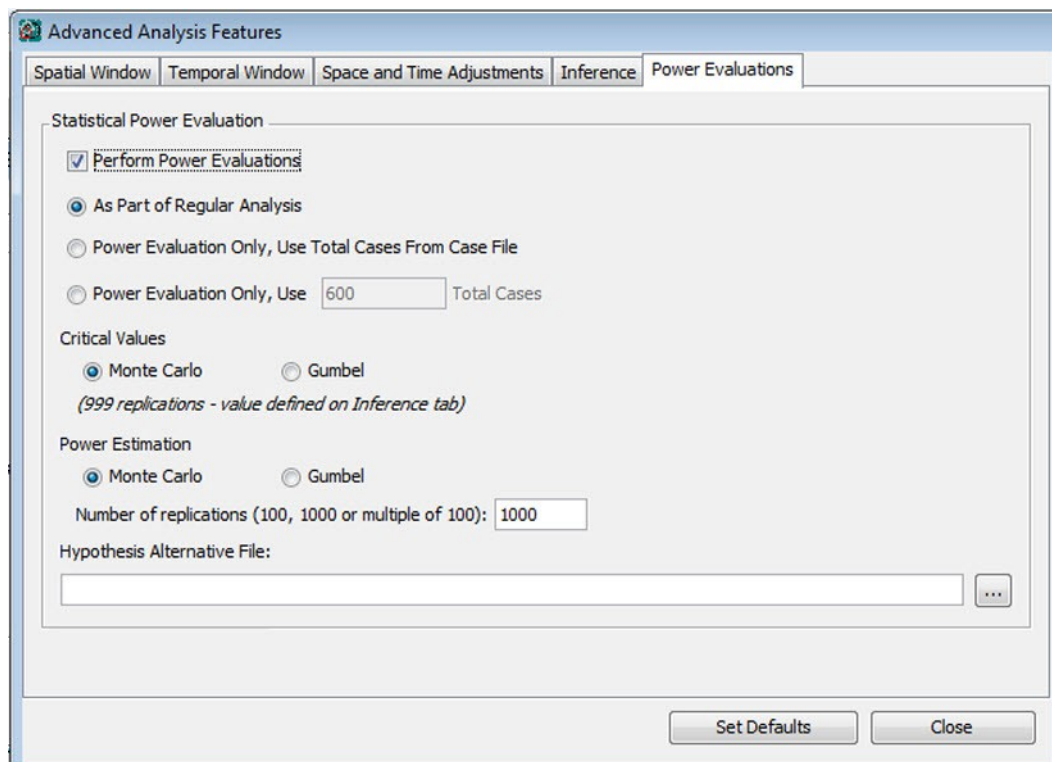 Advanced Analysis Features
Spatial Window Temporal Window Space and Time Adjustments Inference Power Evaluations
Statistical Power Evaluation
Perform Power Evaluations
As Part of Regular Analysis
Power Evaluation Only, Use Total Cases From Case File
Power Evaluation Only, Use 600 Total Cases
Critical Values
Monte Carlo Gumbel
(999 replications - value defined on Inference tab)
Power Estimation
Monte Carlo Gumbel
Number of replications (100, 1000 or multiple of 100): 1000
Hypothesis Alternative File:
...
Set Defaults Close